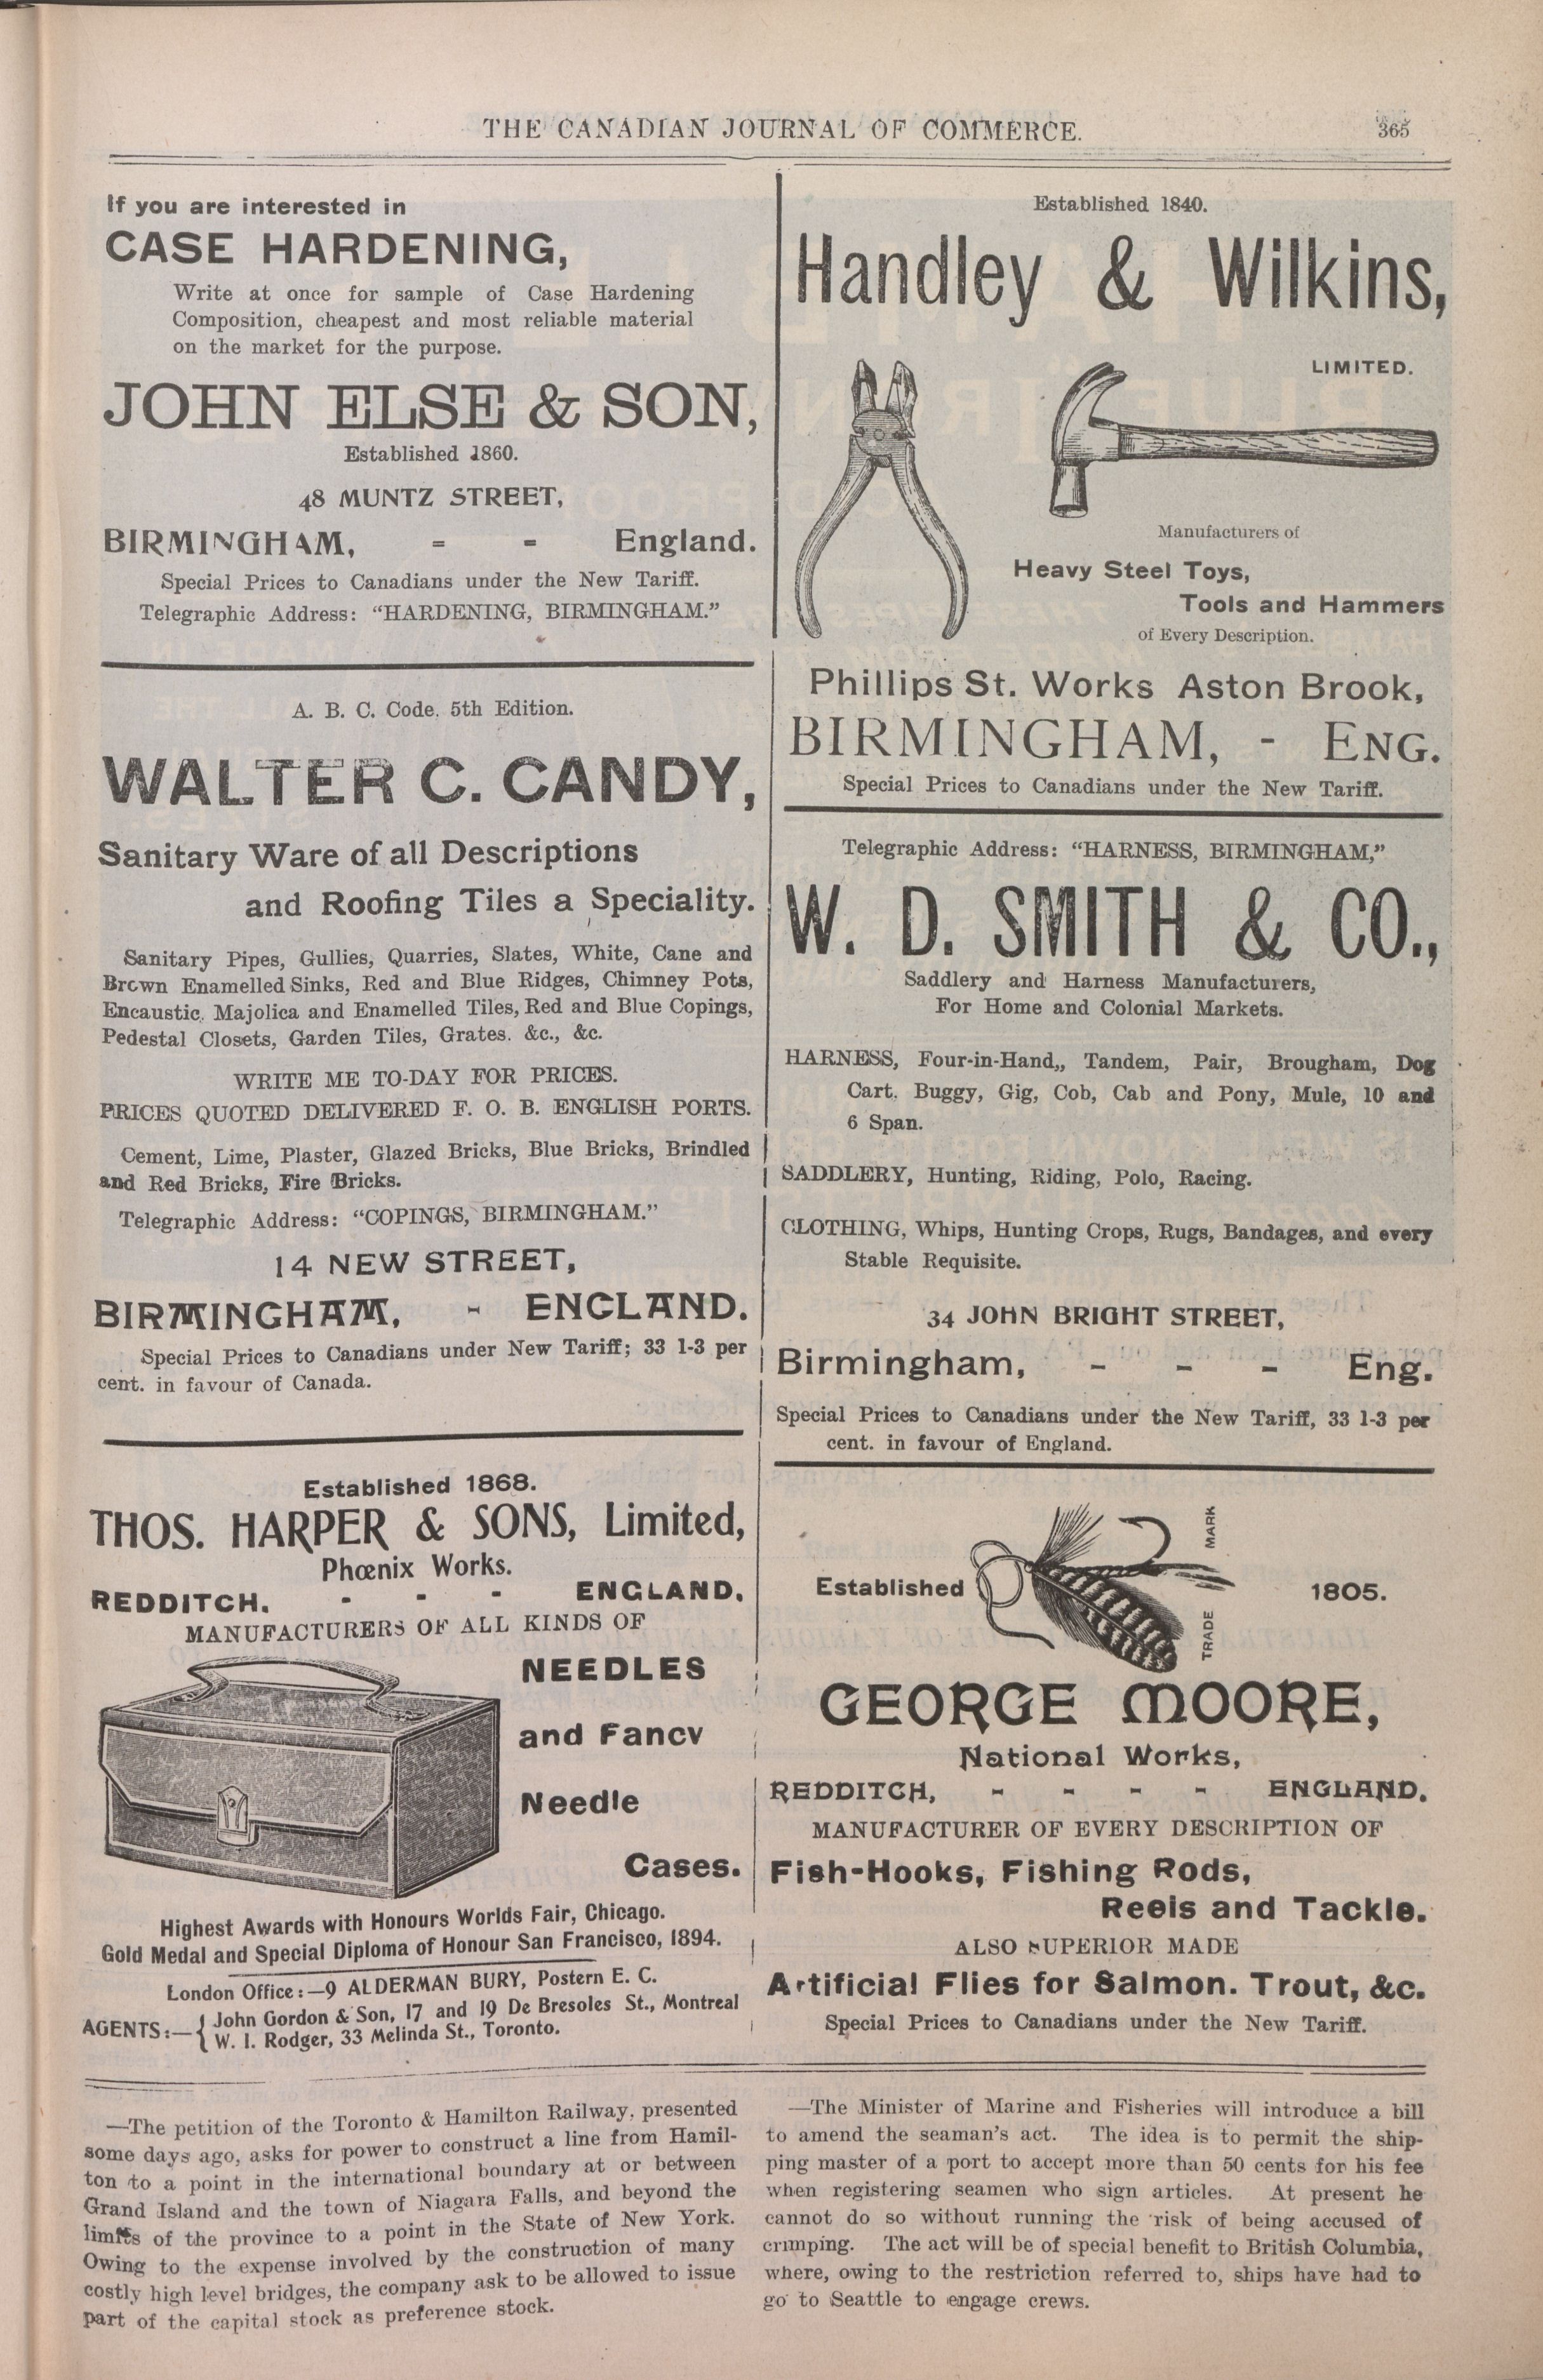 THE CANADIAN JOURNAL OF COMMERCE.
365
If you are interested in
CASE HARDENING,
Write at once for sample of Case Hardening
Composition, cheapest and most reliable material
on the market for the purpose.
JOHN ELSE & SON,
Established 1860.
48 MUNTZ STREET,
BIRMINGHAM, - - England.
Special Prices to Canadians under the New Tariff.
Telegraphic Address: “HARDENING, BIRMINGHAM.”
A. B. C. Code. 5th Edition.
WALTER C. CANDY,
Sanitary Ware of all Descriptions
and Roofing Tiles a Speciality.
Sanitary Pipes, Gullies, Quarries, Slates, White, Cane and
Brown Enamelled Sinks, Red and Blue Ridges, Chimney Pots,
Encaustic. Majolica and Enamelled Tiles, Red and Blue Copings,
Pedestal Closets, Garden Tiles, Grates. &c., &c.
WRITE ME TO-DAY FOR PRICES.
PRICES QUOTED DELIVERED F. O. B. ENGLISH PORTS.
Cement, Lime, Plaster, Glazed Bricks, Blue Bricks, Brindled
and Red Bricks, Fire Bricks.
Telegraphic Address: “COPINGS, BIRMINGHAM.”
14 NEW STREET,
BIRMINGHAM, - ENGLAND.
Special Prices to Canadians under New Tariff; 33 1-3 per
cent. in favour of Canada.
Established 1868.
THOS. HARPER & SONS, Limited,
Phœnix Works.
REDDITCH. - - - ENGLAND.
MANUFACTURERS OF ALL KINDS OF
NEEDLES
and Fancy
Needle
Cases.
Highest Awards with Honours Worlds Fair, Chicago.
Gold Medal and Special Diploma of Honour San Francisco, 1894.
London Office:—9 ALDERMAN BURY, Postern E. C.
AGENTS:—{ John Gordon & Son, 17 and 19 De Bresoles St., Montreal
W. I. Rodger, 33 Melinda St., Toronto.
Established 1840.
Handley & Wilkins,
LIMITED.
Manufacturers of
Heavy Steel Toys,
Tools and Hammers
of Every Description.
Phillips St. Works Aston Brook,
BIRMINGHAM, - ENG.
Special Prices to Canadians under the New Tariff.
Telegraphic Address: “HARNESS, BIRMINGHAM,”
W. D. SMITH & CO.,
Saddlery and Harness Manufacturers,
For Home and Colonial Markets.
HARNESS, Four-in-Hand,, Tandem, Pair, Brougham, Dog
Cart. Buggy, Gig, Cob, Cab and Pony, Mule, 10 and
6 Span.
SADDLERY, Hunting, Riding, Polo, Racing.
CLOTHING, Whips, Hunting Crops, Rugs, Bandages, and every
Stable Requisite.
34 JOHN BRIGHT STREET,
Birmingham, - - - Eng.
Special Prices to Canadians under the New Tariff, 33 1-3 per
cent. in favour of England.
TRADE MARK
Established 1805.
GEORGE MOORE,
National Works,
REDDITCH, - - - - ENGLAND.
MANUFACTURER OF EVERY DESCRIPTION OF
Fish-Hooks, Fishing Rods,
Reels and Tackle.
ALSO SUPERIOR MADE
Artificial Flies for Salmon. Trout, &c.
Special Prices to Canadians under the New Tariff.
—The petition of the Toronto & Hamilton Railway, presented
some days ago, asks for power to construct a line from Hamil-
ton to a point in the international boundary at or between
Grand Island and the town of Niagara Falls, and beyond the
limits of the province to a point in the State of New York.
Owing to the expense involved by the construction of many
costly high level bridges, the company ask to be allowed to issue
part of the capital stock as preference stock.
—The Minister of Marine and Fisheries will introduce a bill
to amend the seaman's act. The idea is to permit the ship-
ping master of a port to accept more than 50 cents for his fee
when registering seamen who sign articles. At present he
cannot do so without running the risk of being accused of
crimping. The act will be of special benefit to British Columbia,
where, owing to the restriction referred to, ships have had to
go to Seattle to engage crews.